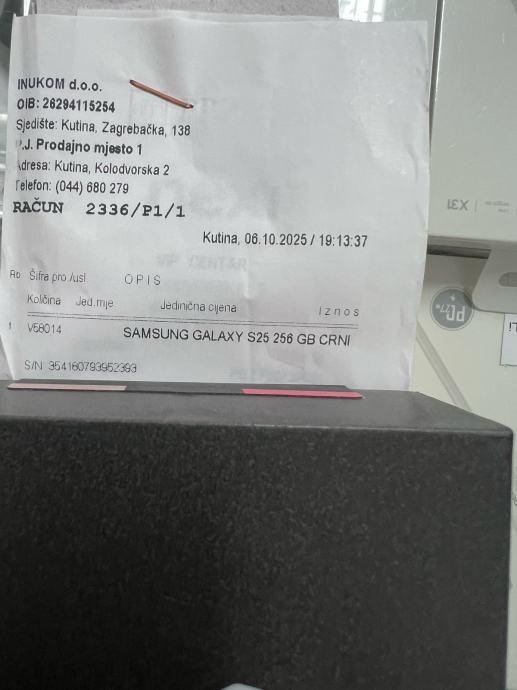 INUKOM d.o.o.
OIB: 26294115254
Sjedište: Kutina, Zagrebačka, 138
P.J. Prodajno mjesto 1
Adresa: Kutina, Kolodvorska 2
Telefon: (044) 680 279
RAČUN 2336/P1/1
Kutina, 06.10.2025 / 19:13:37
Rb Šifra pro./usl. OPIS
Količina Jed.mje Jedinična cijena Iznos
1 V58014 SAMSUNG GALAXY S25 256 GB CRNI
S/N 354160793952393
X31